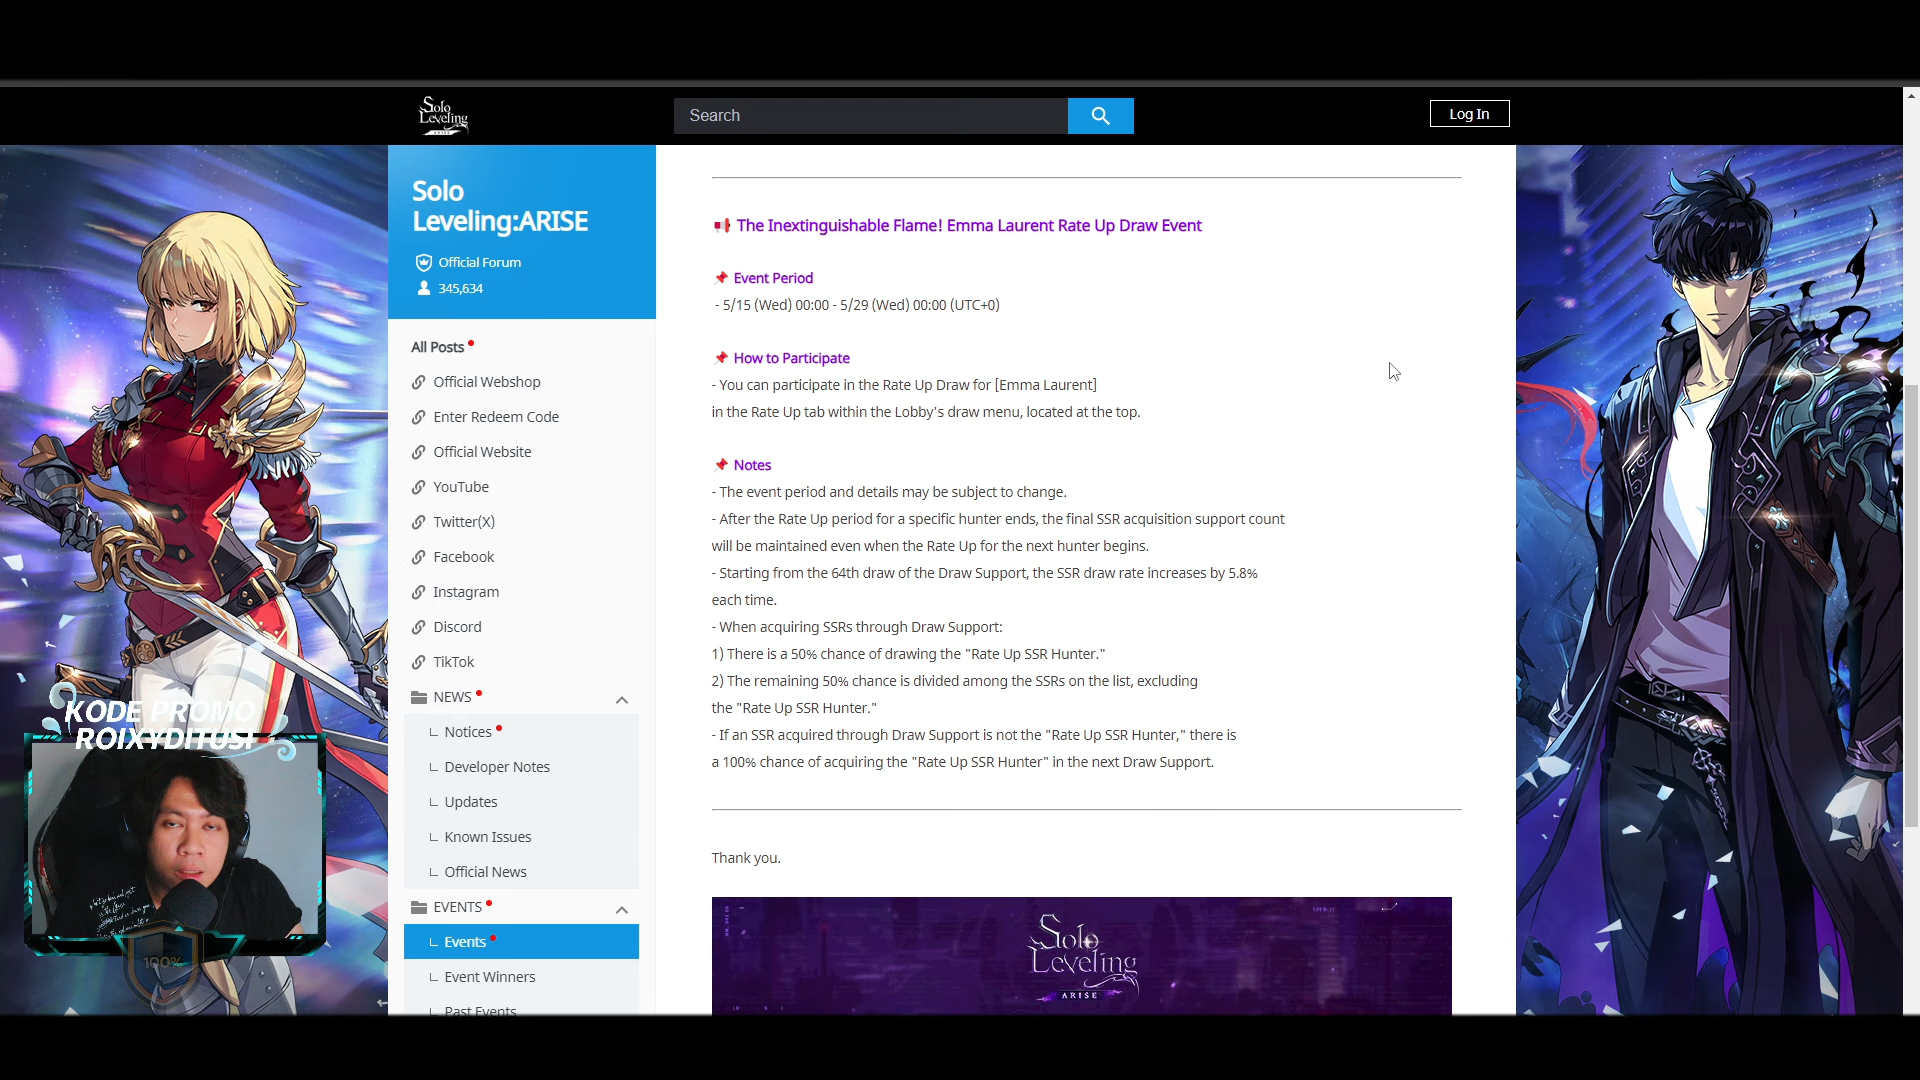 Solo
Leveling
ARISE
Search
Log In
Solo
Leveling:ARISE
Official Forum
345,634
All Posts
Official Webshop
Enter Redeem Code
Official Website
YouTube
Twitter(X)
Facebook
Instagram
Discord
TikTok
NEWS
Notices
Developer Notes
Updates
Known Issues
Official News
EVENTS
Events
Event Winners
Past Events
The Inextinguishable Flame! Emma Laurent Rate Up Draw Event
Event Period
- 5/15 (Wed) 00:00 - 5/29 (Wed) 00:00 (UTC+0)
How to Participate
- You can participate in the Rate Up Draw for [Emma Laurent]
in the Rate Up tab within the Lobby's draw menu, located at the top.
Notes
- The event period and details may be subject to change.
- After the Rate Up period for a specific hunter ends, the final SSR acquisition support count
will be maintained even when the Rate Up for the next hunter begins.
- Starting from the 64th draw of the Draw Support, the SSR draw rate increases by 5.8%
each time.
- When acquiring SSRs through Draw Support:
1) There is a 50% chance of drawing the "Rate Up SSR Hunter."
2) The remaining 50% chance is divided among the SSRs on the list, excluding
the "Rate Up SSR Hunter."
- If an SSR acquired through Draw Support is not the "Rate Up SSR Hunter," there is
a 100% chance of acquiring the "Rate Up SSR Hunter" in the next Draw Support.
Thank you.
Solo
Leveling
ARISE
KODE PROMO
ROIXYDITUSI
100%